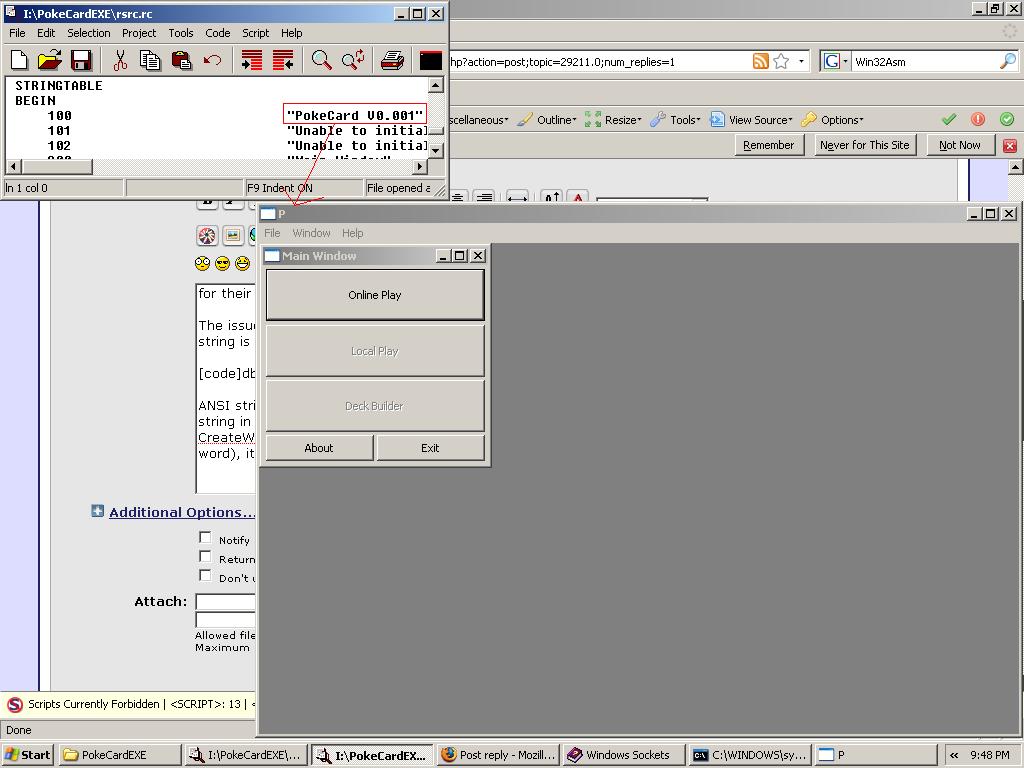 I:\PokeCardEXE\rsrc.rc
File Edit Selection Project Tools Code Script Help
STRINGTABLE
BEGIN
100 "PokeCard V0.001"
101 "Unable to initial
102 "Unable to initial
"Main Window"
ln 1 col 0 F9 Indent ON File opened a
hp?action=post;topic=29211.0;num_replies=1
G Win32Asm
scellaneous Outline Resize Tools View Source Options
Remember Never for This Site Not Now
P
File Window Help
Main Window
Online Play
Local Play
Deck Builder
About Exit
for their
The issu
string is
[code]db
ANSI stri
string in
CreateW
word), it
Additional Options...
Notify
Return
Don't u
Attach:
Allowed file
Maximum
S Scripts Currently Forbidden | <SCRIPT>: 13 |
Done
Start PokeCardEXE I:\PokeCardEXE\... I:\PokeCardEX... Post reply - Mozill... Windows Sockets C:\WINDOWS\sy... P « 9:48 PM